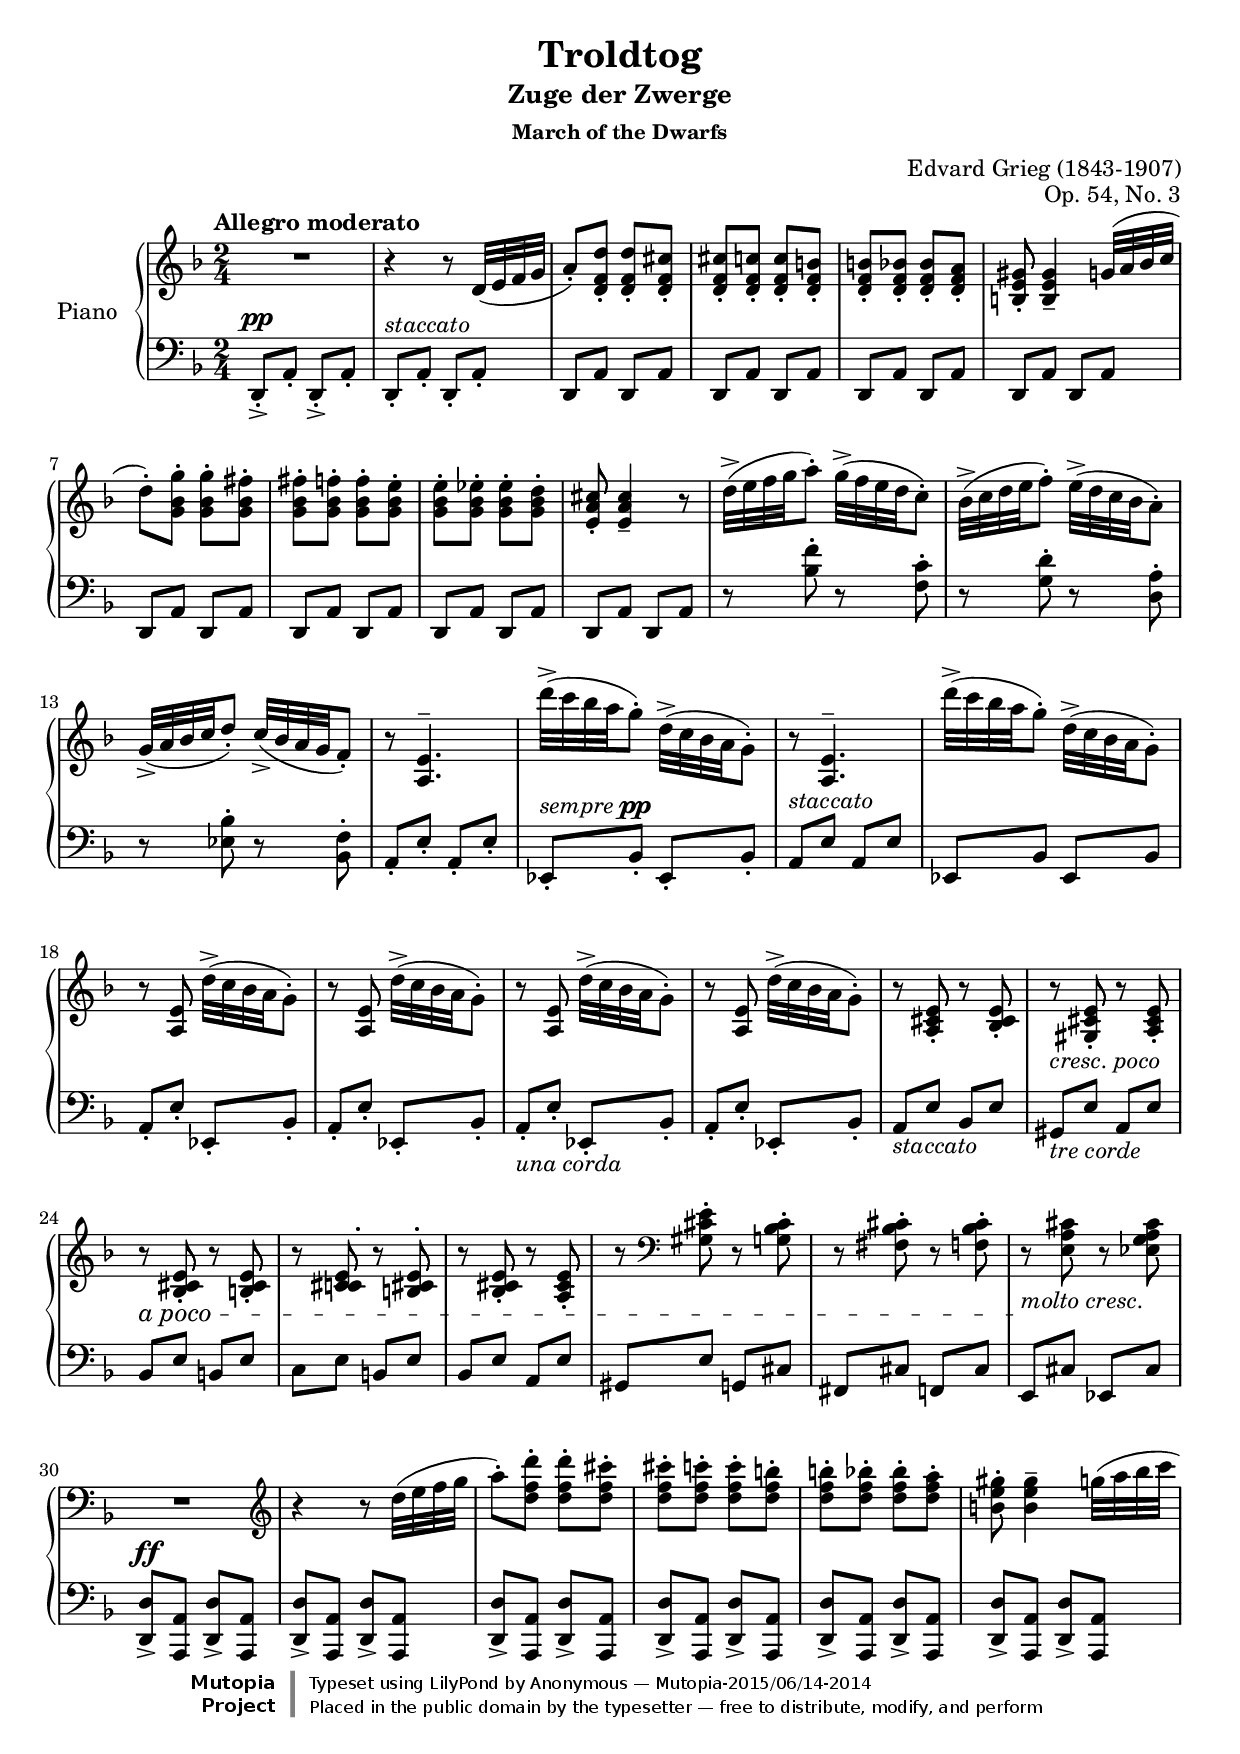 Troldtog
Zuge der Zwerge
March of the Dwarfs
Edvard Grieg (1843-1907)
Op. 54, No. 3
Allegro moderato
Piano
pp
staccato
7
13
sempre pp
staccato
18
una corda
staccato
cresc. poco
tre corde
24
a poco
molto cresc.
30
ff
Mutopia Project
Typeset using LilyPond by Anonymous — Mutopia-2015/06/14-2014
Placed in the public domain by the typesetter — free to distribute, modify, and perform